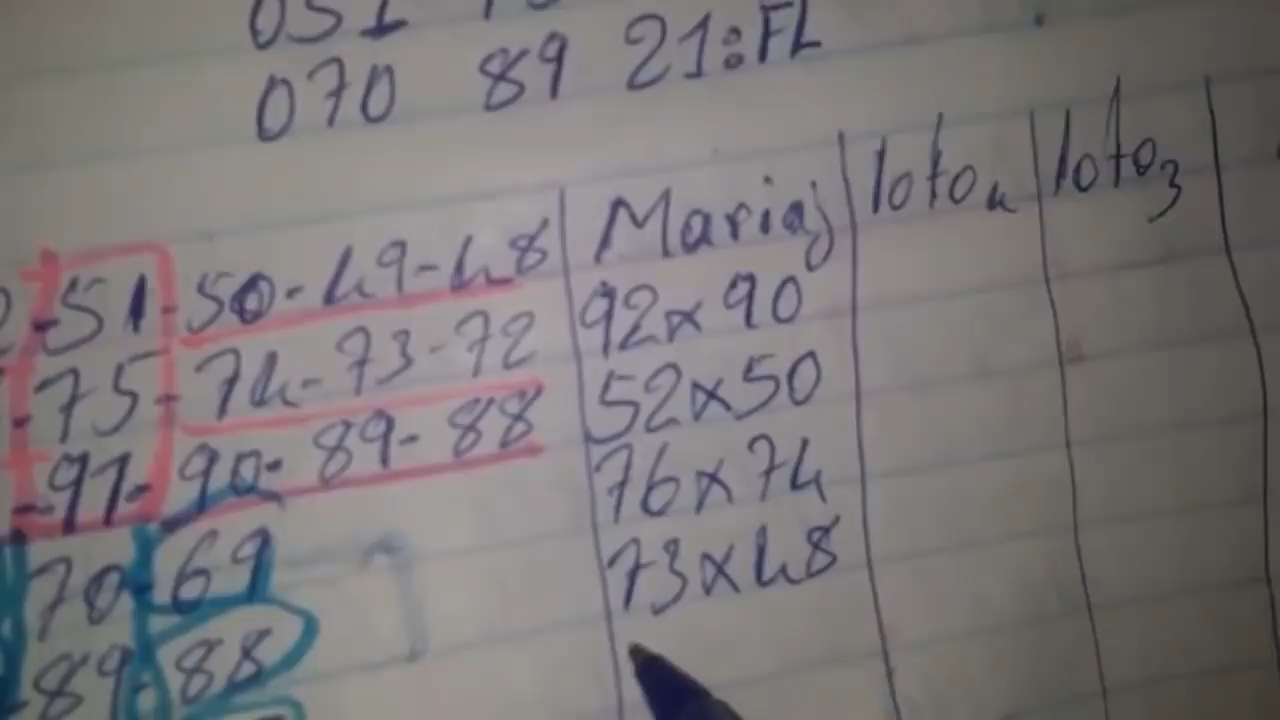 070 89 21:FL
Mariaj loto4 loto3
-51-50-49-48 92x90
-75-74-73-72 52x50
-91-90-89-88 76x74
70-69 73x48
-89-88